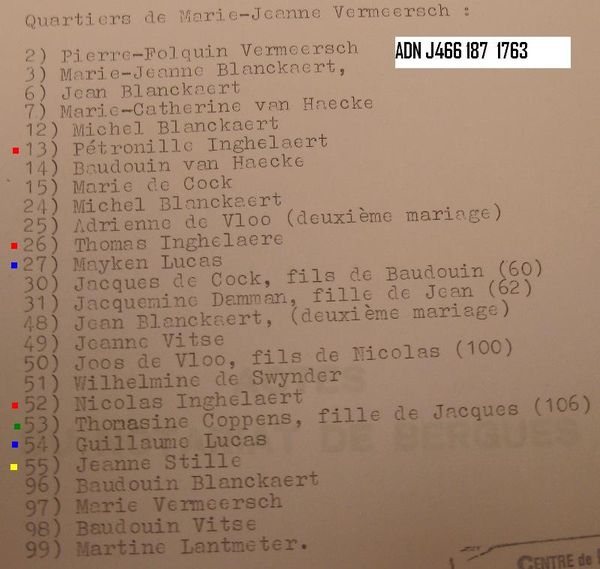 Quartiers de Marie-Jeanne Vermeersch :
2) Pierre-Folquin Vermeersch
ADN J466 187 1763
3) Marie-Jeanne Blanckaert,
6) Jean Blanckaert
7) Marie-Catherine van Haecke
12) Michel Blanckaert
13) Pétronille Inghelaert
14) Baudouin van Haecke
15) Marie de Cock
24) Michel Blanckaert
25) Adrienne de Vloo (deuxième mariage)
26) Thomas Inghelaere
27) Mayken Lucas
30) Jacques de Cock, fils de Baudouin (60)
31) Jacquemine Damman, fille de Jean (62)
48) Jean Blanckaert, (deuxième mariage)
49) Jeanne Vitse
50) Joos de Vloo, fils de Nicolas (100)
51) Wilhelmine de Swynder
52) Nicolas Inghelaert
53) Thomasine Coppens, fille de Jacques (106)
54) Guillaume Lucas
55) Jeanne Stille
96) Baudouin Blanckaert
97) Marie Vermeersch
98) Baudouin Vitse
99) Martine Lantmeter.
CENTRE de